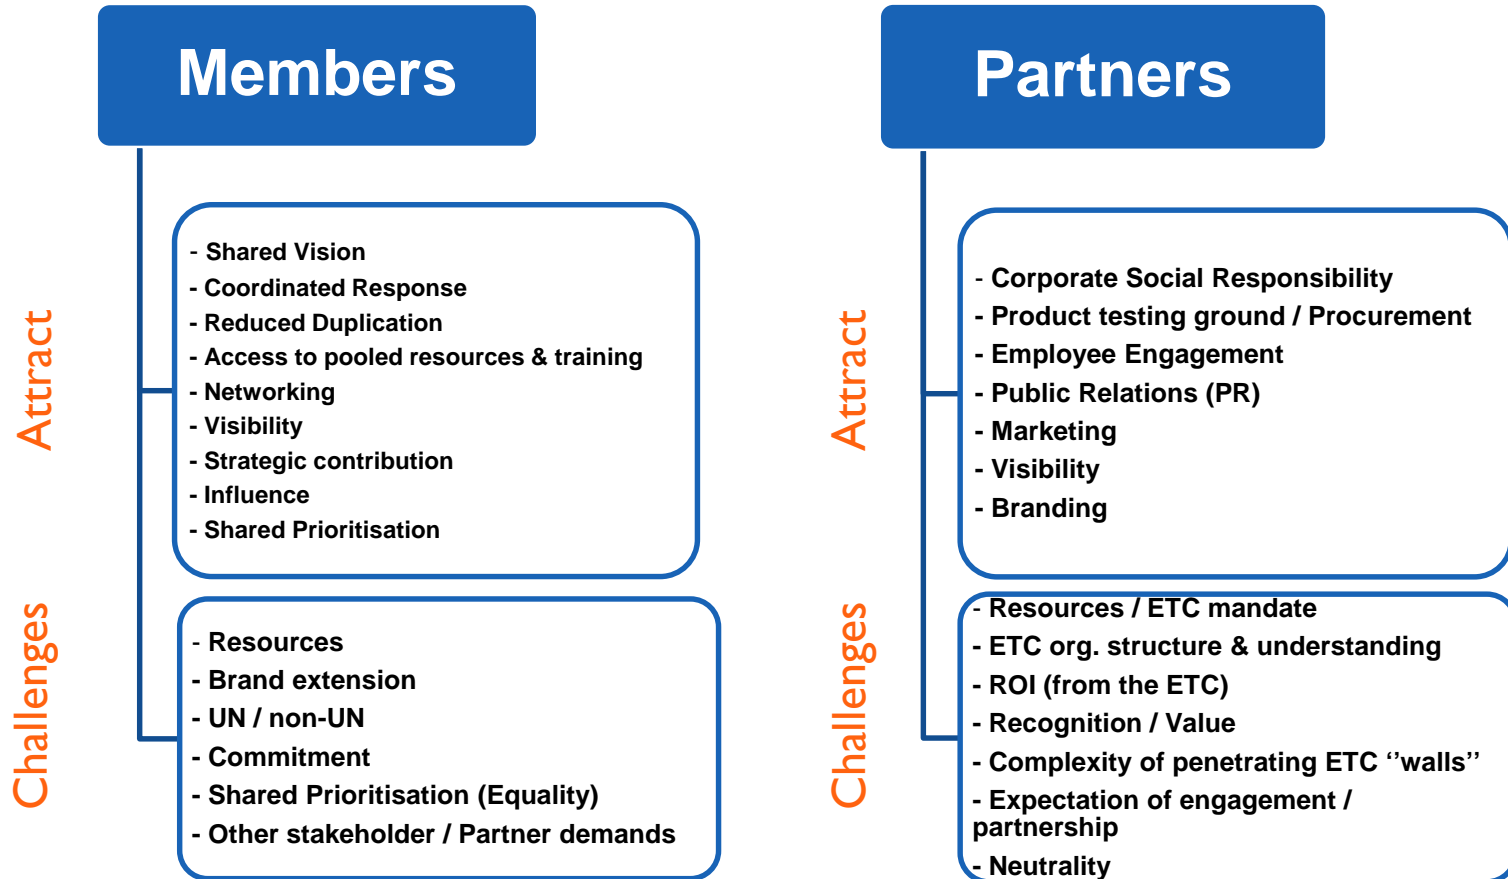 Members
Attract
- Shared Vision
- Coordinated Response
- Reduced Duplication
- Access to pooled resources & training
- Networking
- Visibility
- Strategic contribution
- Influence
- Shared Prioritisation
Challenges
- Resources
- Brand extension
- UN / non-UN
- Commitment
- Shared Prioritisation (Equality)
- Other stakeholder / Partner demands
Partners
Attract
- Corporate Social Responsibility
- Product testing ground / Procurement
- Employee Engagement
- Public Relations (PR)
- Marketing
- Visibility
- Branding
Challenges
- Resources / ETC mandate
- ETC org. structure & understanding
- ROI (from the ETC)
- Recognition / Value
- Complexity of penetrating ETC ‘’walls’’
- Expectation of engagement /
partnership
- Neutrality